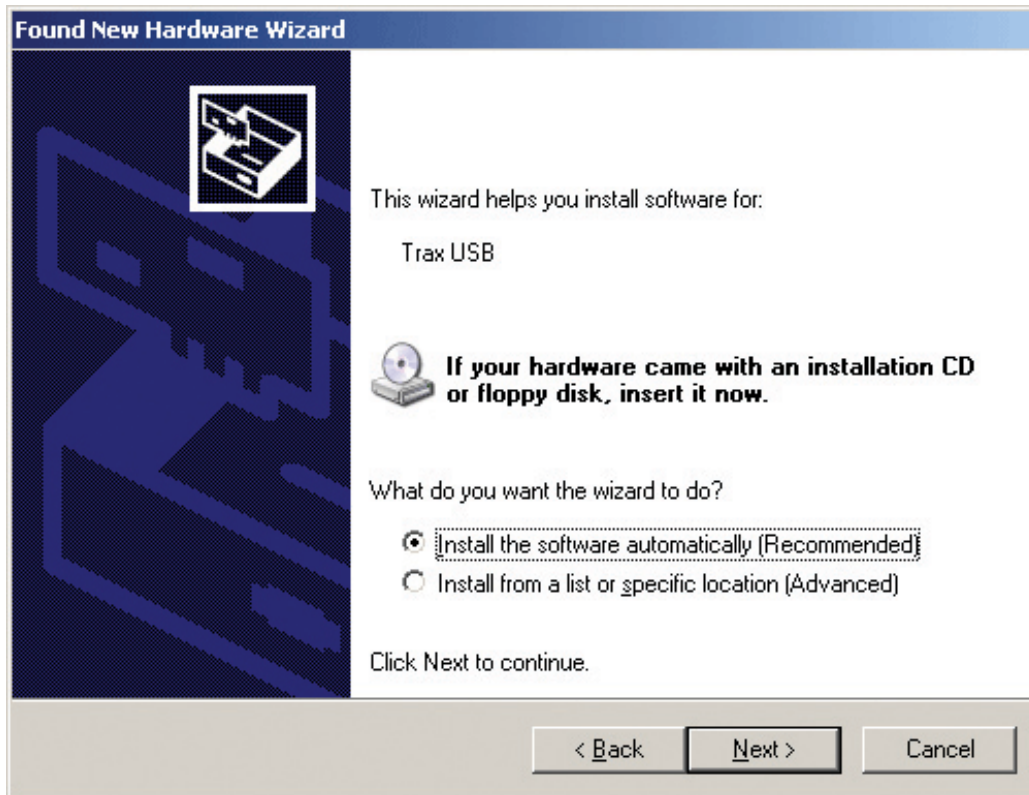 Found New Hardware Wizard
This wizard helps you install software for:
Trax USB
If your hardware came with an installation CD
or floppy disk, insert it now.
What do you want the wizard to do?
Install the software automatically (Recommended)
Install from a list or specific location (Advanced)
Click Next to continue.
< Back Next > Cancel